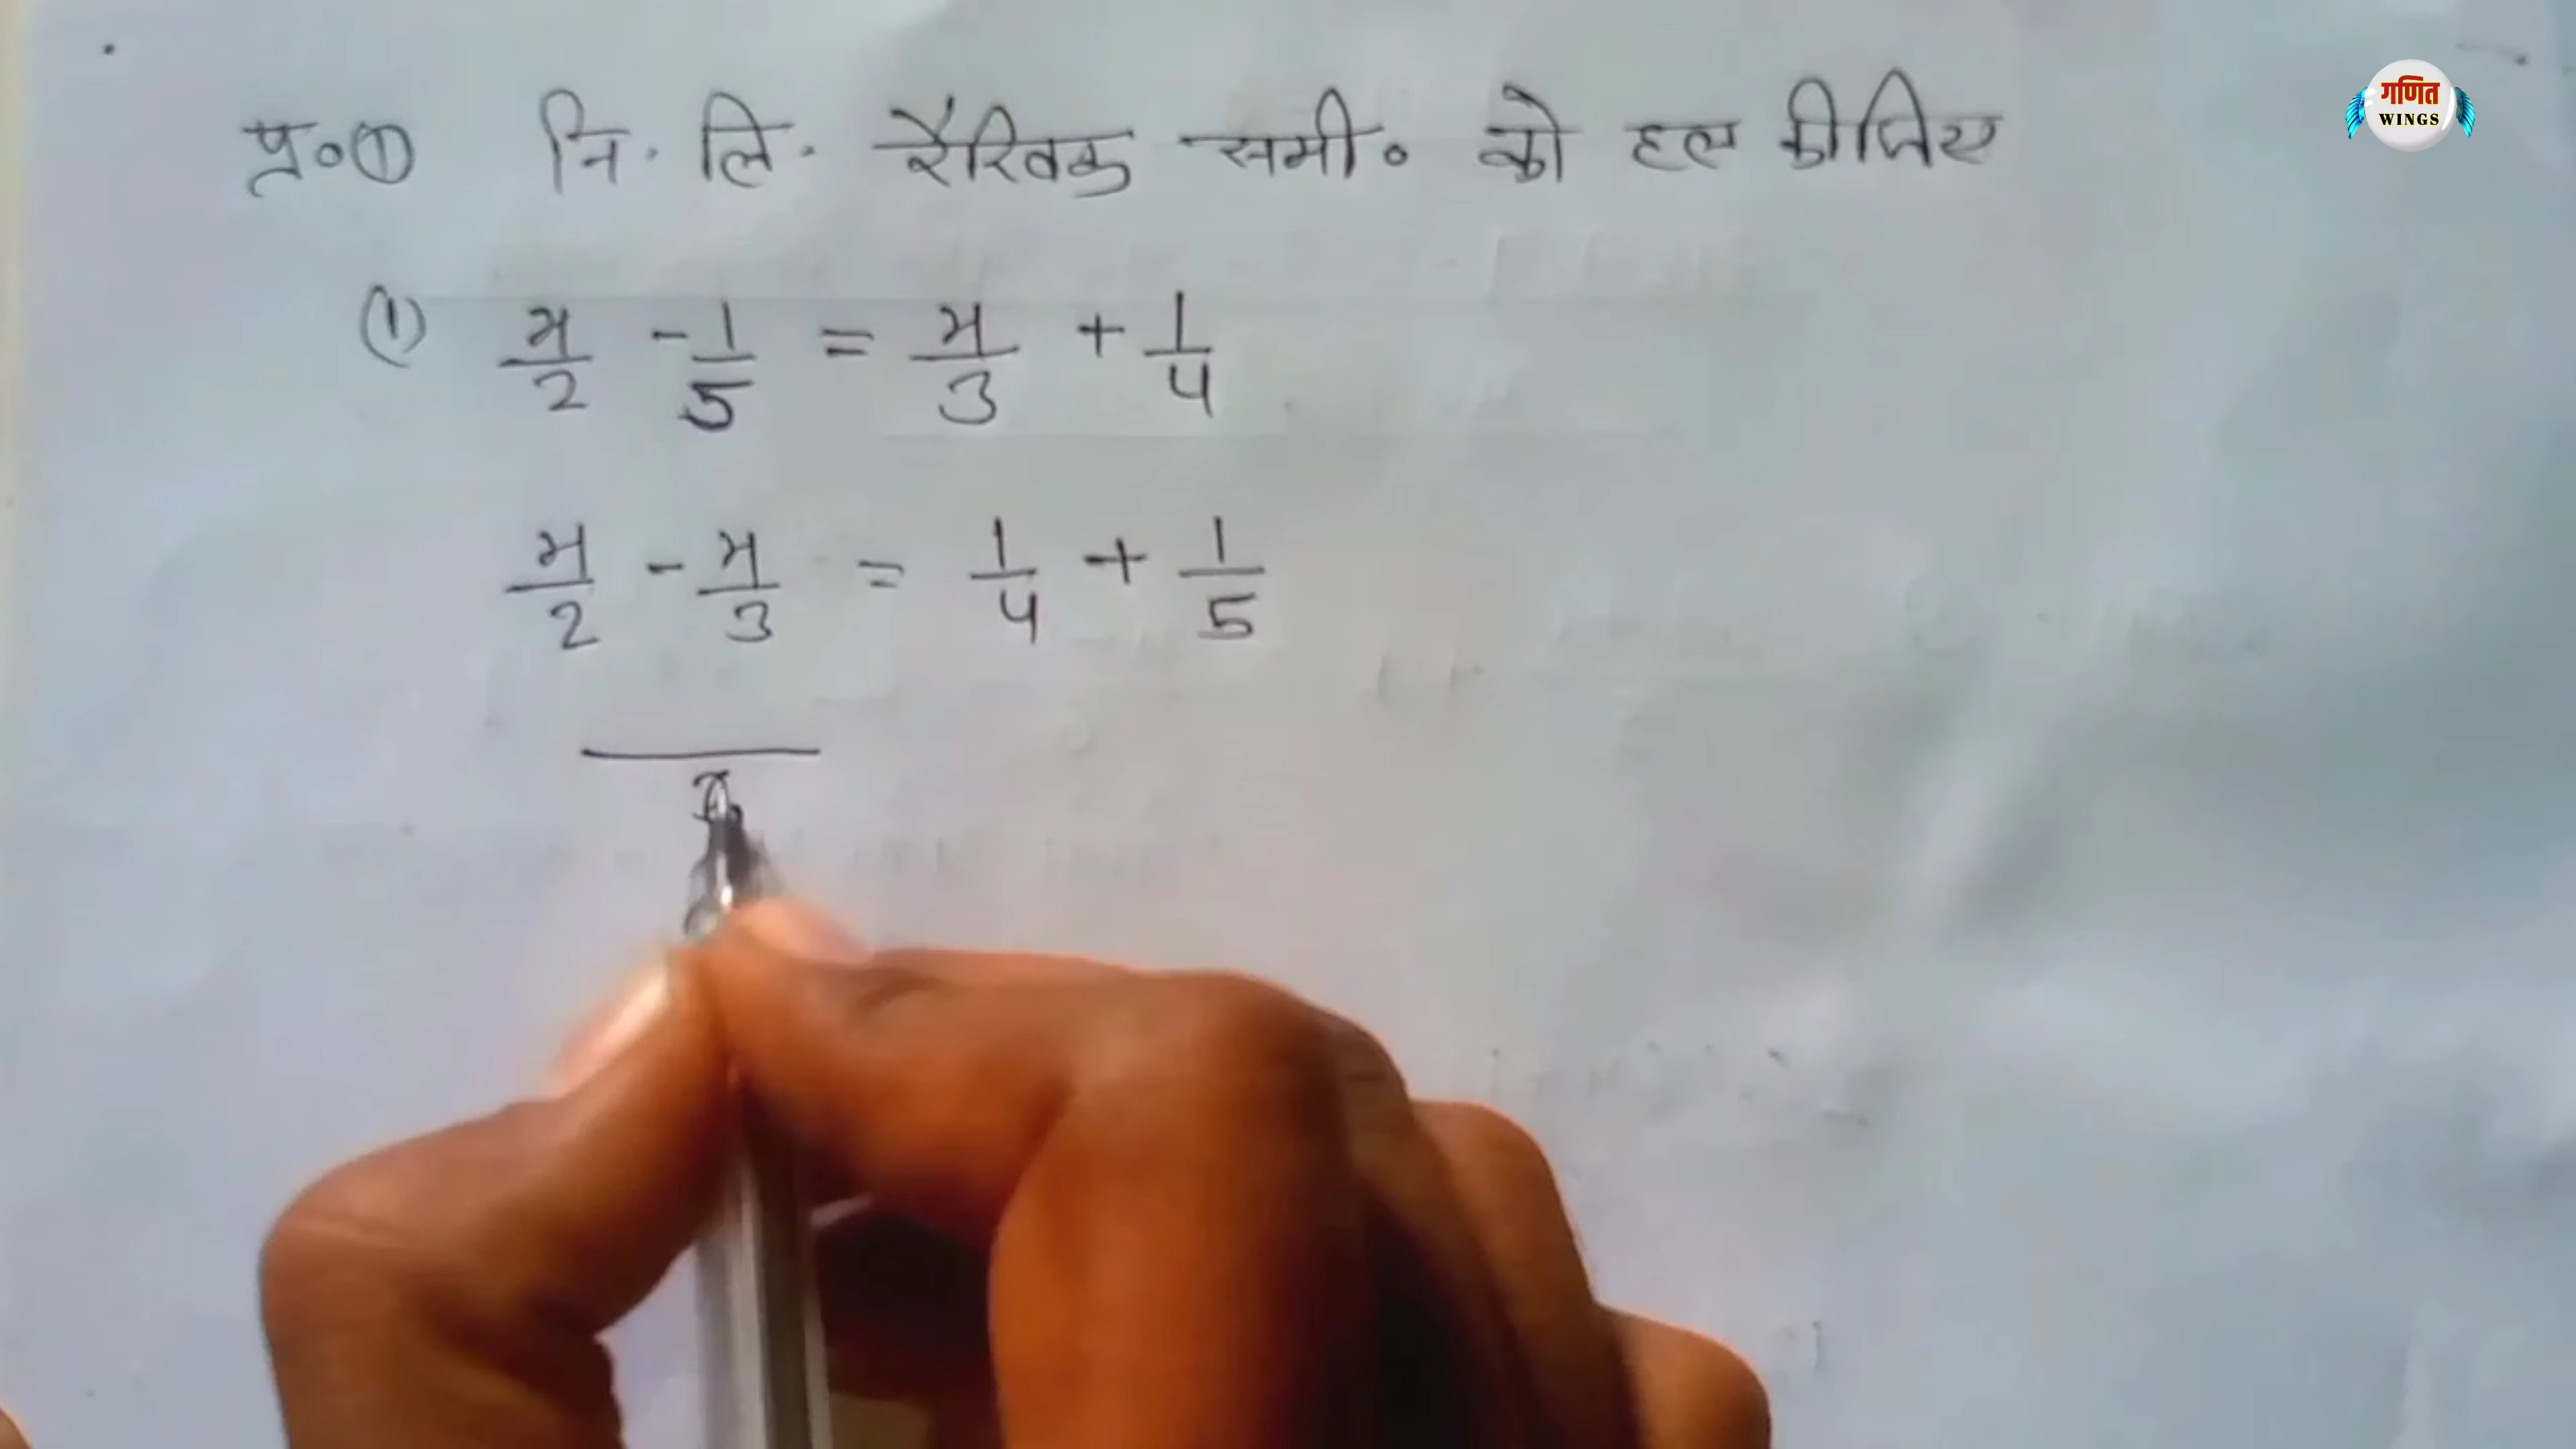 प्र०① नि. लि. रैखिक समी० को हल कीजिए
गणित
WINGS
(1) x/2 - 1/5 = x/3 + 1/4
x/2 - x/3 = 1/4 + 1/5